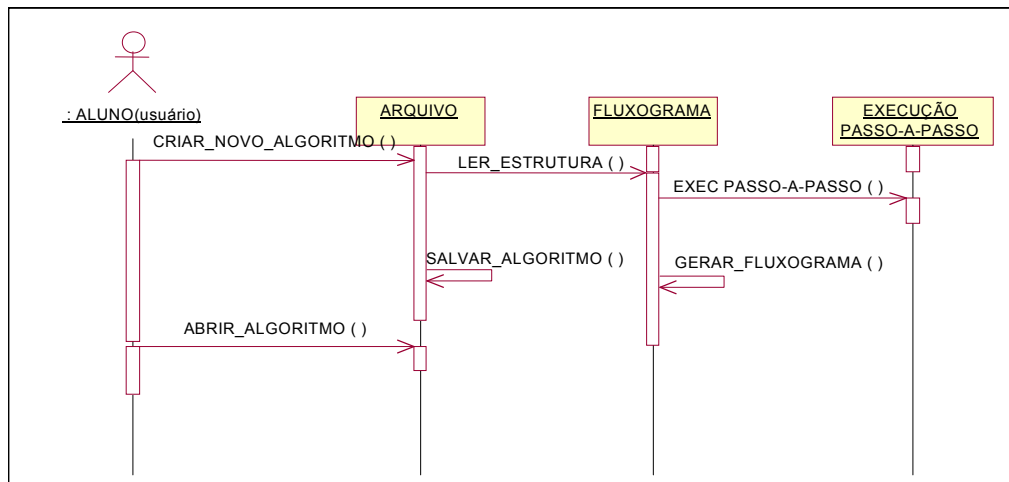 : ALUNO(usuário)
ARQUIVO
FLUXOGRAMA
EXECUÇÃO
PASSO-A-PASSO
CRIAR_NOVO_ALGORITMO ( )
LER_ESTRUTURA ( )
EXEC PASSO-A-PASSO ( )
SALVAR_ALGORITMO ( )
GERAR_FLUXOGRAMA ( )
ABRIR_ALGORITMO ( )